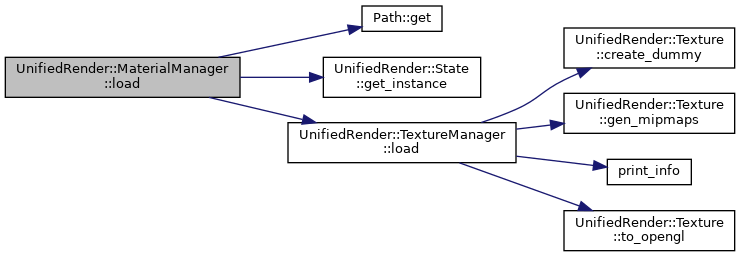 UnifiedRender::MaterialManager
::load
Path::get
UnifiedRender::State
::get_instance
UnifiedRender::TextureManager
::load
UnifiedRender::Texture
::create_dummy
UnifiedRender::Texture
::gen_mipmaps
print_info
UnifiedRender::Texture
::to_opengl